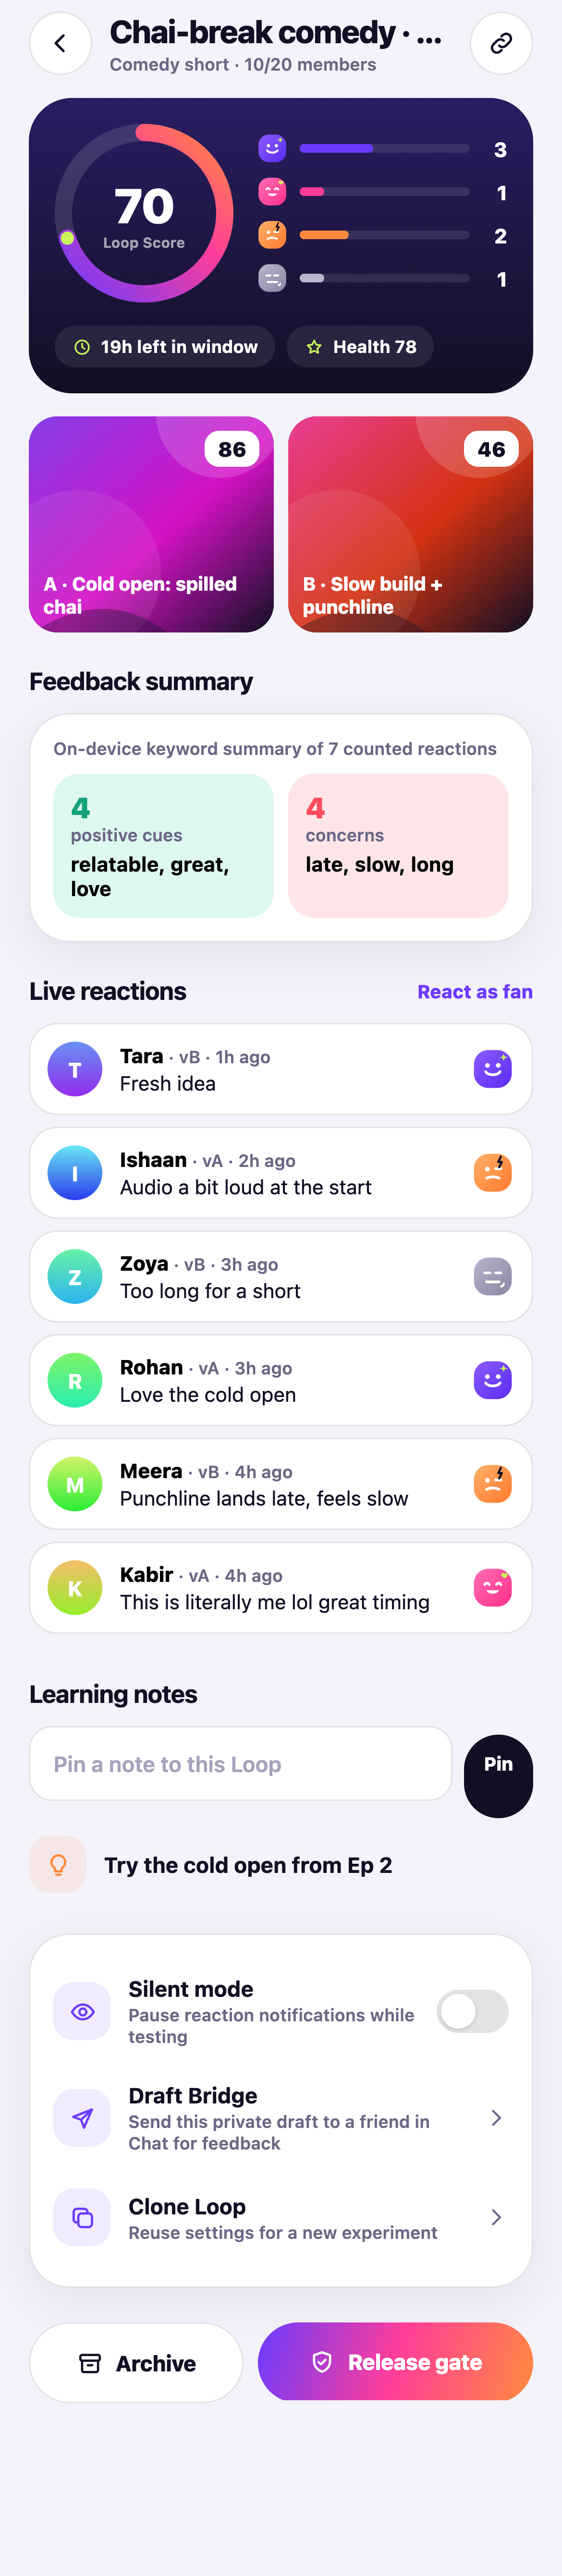 Chai-break comedy · ...
Comedy short · 10/20 members
70
Loop Score
3
1
2
1
19h left in window
Health 78
86
A · Cold open: spilled
chai
46
B · Slow build +
punchline
Feedback summary
On-device keyword summary of 7 counted reactions
4
positive cues
relatable, great,
love
4
concerns
late, slow, long
Live reactions
React as fan
T
Tara · vB · 1h ago
Fresh idea
I
Ishaan · vA · 2h ago
Audio a bit loud at the start
Z
Zoya · vB · 3h ago
Too long for a short
R
Rohan · vA · 3h ago
Love the cold open
M
Meera · vB · 4h ago
Punchline lands late, feels slow
K
Kabir · vA · 4h ago
This is literally me lol great timing
Learning notes
Pin a note to this Loop
Pin
Try the cold open from Ep 2
Silent mode
Pause reaction notifications while
testing
Draft Bridge
Send this private draft to a friend in
Chat for feedback
Clone Loop
Reuse settings for a new experiment
Archive
Release gate